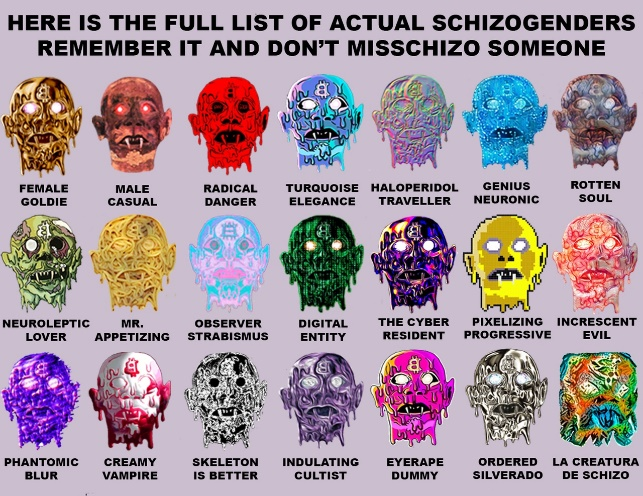 HERE IS THE FULL LIST OF ACTUAL SCHIZOGENDERS
REMEMBER IT AND DON'T MISSCHIZO SOMEONE
FEMALE
GOLDIE
MALE
CASUAL
RADICAL
DANGER
TURQUOISE
ELEGANCE
HALOPERIDOL
TRAVELLER
GENIUS
NEURONIC
ROTTEN
SOUL
NEUROLEPTIC
LOVER
MR.
APPETIZING
OBSERVER
STRABISMUS
DIGITAL
ENTITY
THE CYBER
RESIDENT
PIXELIZING
PROGRESSIVE
INCRESCENT
EVIL
PHANTOMIC
BLUR
CREAMY
VAMPIRE
SKELETON
IS BETTER
INDULATING
CULTIST
EYERAPE
DUMMY
ORDERED
SILVERADO
LA CREATURA
DE SCHIZO